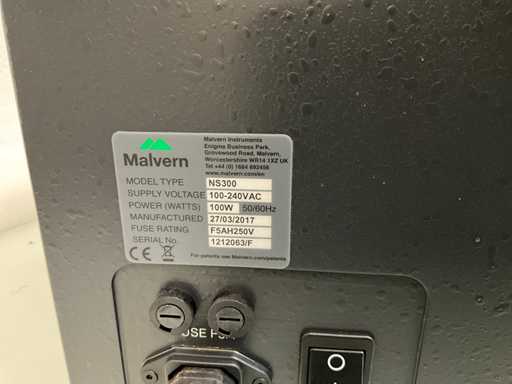 Malvern
Malvern Instruments
Enigma Business Park,
Grovewood Road, Malvern,
Worcestershire WR14 1XZ UK
Tel +44 (0) 1684 892456
www.malvern.com/en
MODEL TYPE NS300
SUPPLY VOLTAGE 100-240VAC
POWER (WATTS) 100W 50/60Hz
MANUFACTURED 27/03/2017
FUSE RATING F5AH250V
SERIAL No. 1212063/F
CE
For patents see Malvern.com/patents